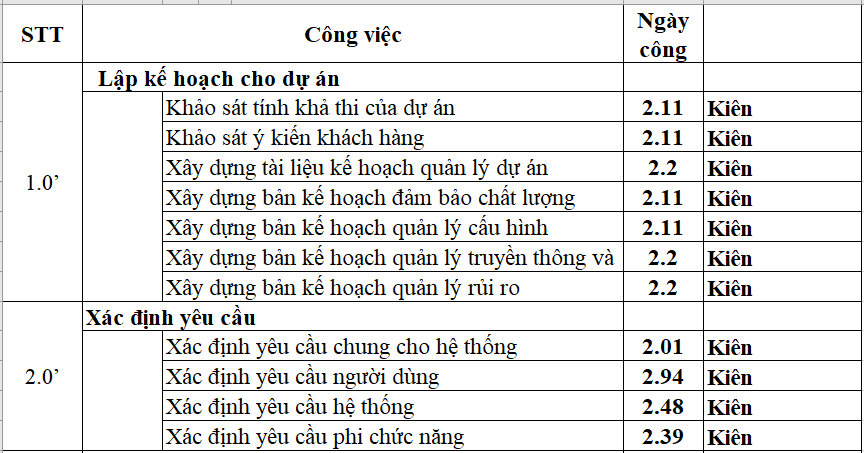 STT Công việc Ngày công
Lập kế hoạch cho dự án
1.0’
Khảo sát tính khả thi của dự án 2.11 Kiên
Khảo sát ý kiến khách hàng 2.11 Kiên
Xây dựng tài liệu kế hoạch quản lý dự án 2.2 Kiên
Xây dựng bản kế hoạch đảm bảo chất lượng 2.11 Kiên
Xây dựng bản kế hoạch quản lý cấu hình 2.11 Kiên
Xây dựng bản kế hoạch quản lý truyền thông và 2.2 Kiên
Xây dựng bản kế hoạch quản lý rủi ro 2.2 Kiên
Xác định yêu cầu
2.0’
Xác định yêu cầu chung cho hệ thống 2.01 Kiên
Xác định yêu cầu người dùng 2.94 Kiên
Xác định yêu cầu hệ thống 2.48 Kiên
Xác định yêu cầu phi chức năng 2.39 Kiên